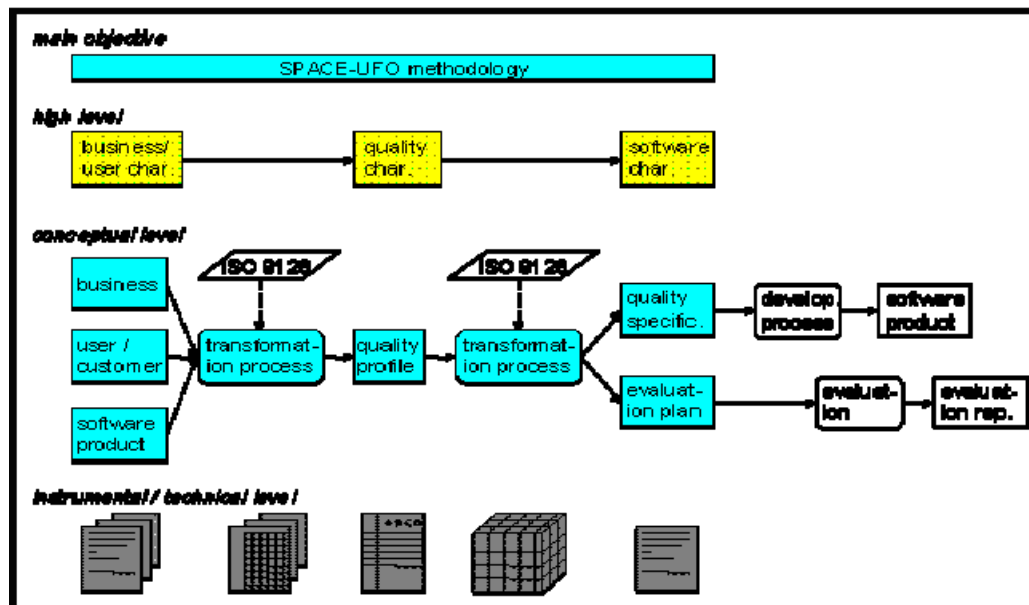 main objective
SPACE-UFO methodology
high level
business/
user char.
quality
char.
software
char.
conceptual level
ISO 9126
ISO 9126
business
user /
customer
software
product
transformat-
ion process
quality
profile
transformat-
ion process
quality
specific.
develop.
process
software
product
evaluat-
ion plan
evaluat-
ion
evaluat-
ion rep.
instrumental / technical level